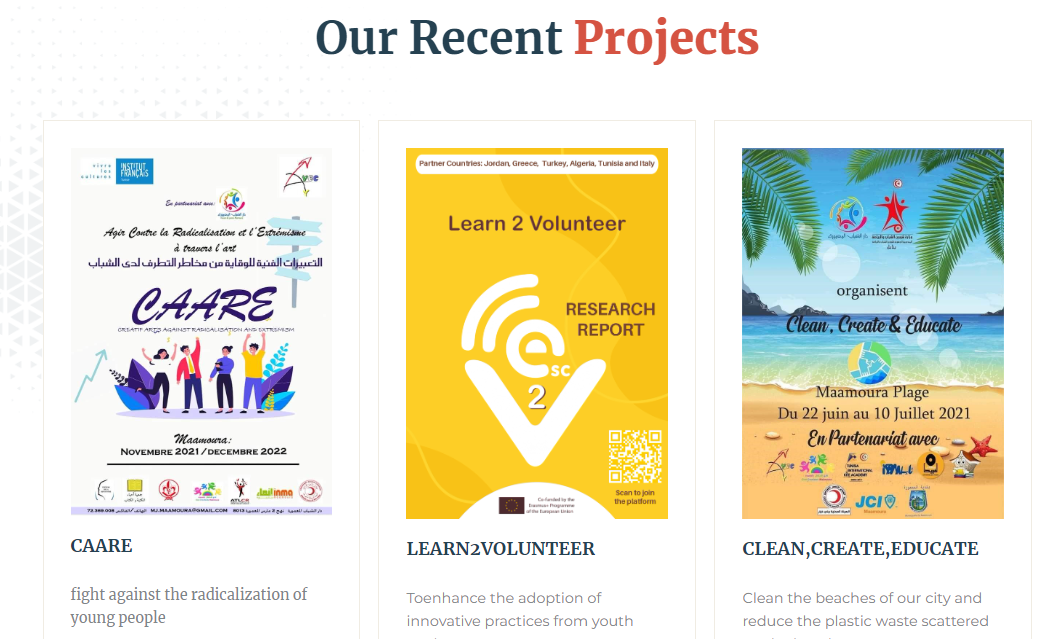 Our Recent Projects
vivre
les
cultures
INSTITUT
FRANÇAIS
En partenariat avec
Agir Contre la Radicalisation et l'Extrémisme
à travers l'art
التعبيرات الفنية للوقاية من مخاطر التطرف لدى الشباب
CAARE
CREATIF ARTS AGAINST RADICALISATION AND EXTREMISM
Maamoura:
NOVEMBRE 2021/DECEMBRE 2022
72.366.008
MJ.MAAMOURA@GMAIL.COM
CAARE
fight against the radicalization of
young people
Partner Countries: Jordan, Greece, Turkey, Algeria, Tunisia and Italy
Learn 2 Volunteer
RESEARCH
REPORT
e
sc
2
Scan to join
the platform
Co-funded by the
Erasmus+ Programme
of the European Union
LEARN2VOLUNTEER
Toenhance the adoption of
innovative practices from youth
organisent
Clean, Create & Educate
Maamoura Plage
Du 22 juin au 10 Juillet 2021
En Partenariat avec
JCI
Maamoura
CLEAN,CREATE,EDUCATE
Clean the beaches of our city and
reduce the plastic waste scattered